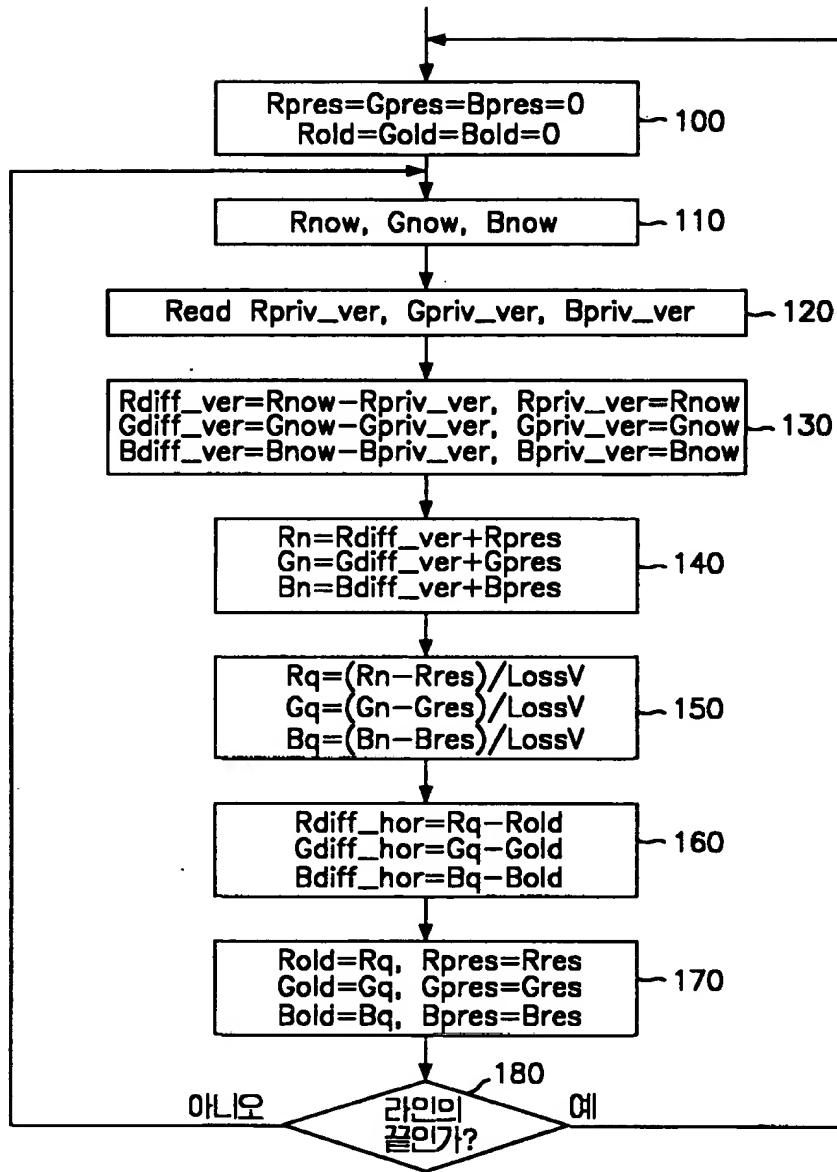 Rpres=Gpres=Bpres=0
Rold=Gold=Bold=0
100
Rnow, Gnow, Bnow
110
Read Rpriv_ver, Gpriv_ver, Bpriv_ver
120
Rdiff_ver=Rnow-Rpriv_ver, Rpriv_ver=Rnow
Gdiff_ver=Gnow-Gpriv_ver, Gpriv_ver=Gnow
Bdiff_ver=Bnow-Bpriv_ver, Bpriv_ver=Bnow
130
Rn=Rdiff_ver+Rpres
Gn=Gdiff_ver+Gpres
Bn=Bdiff_ver+Bpres
140
Rq=(Rn-Rres)/LossV
Gq=(Gn-Gres)/LossV
Bq=(Bn-Bres)/LossV
150
Rdiff_hor=Rq-Rold
Gdiff_hor=Gq-Gold
Bdiff_hor=Bq-Bold
160
Rold=Rq, Rpres=Rres
Gold=Gq, Gpres=Gres
Bold=Bq, Bpres=Bres
170
180
아니오
라인의
끝인가?
예